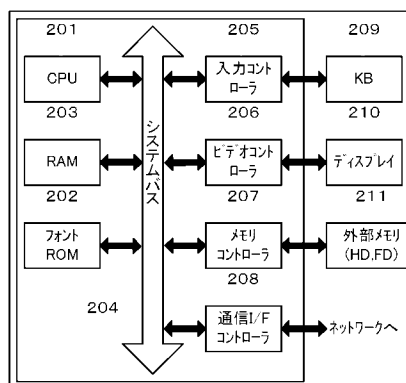 201
205
209
CPU
入力コント
ローラ
KB
203
206
210
RAM
システムバス
ビデオコント
ローラ
ディスプレイ
202
207
211
フォント
ROM
メモリ
コントローラ
外部メモリ
(HD,FD)
204
208
通信I/F
コントローラ
ネットワークへ